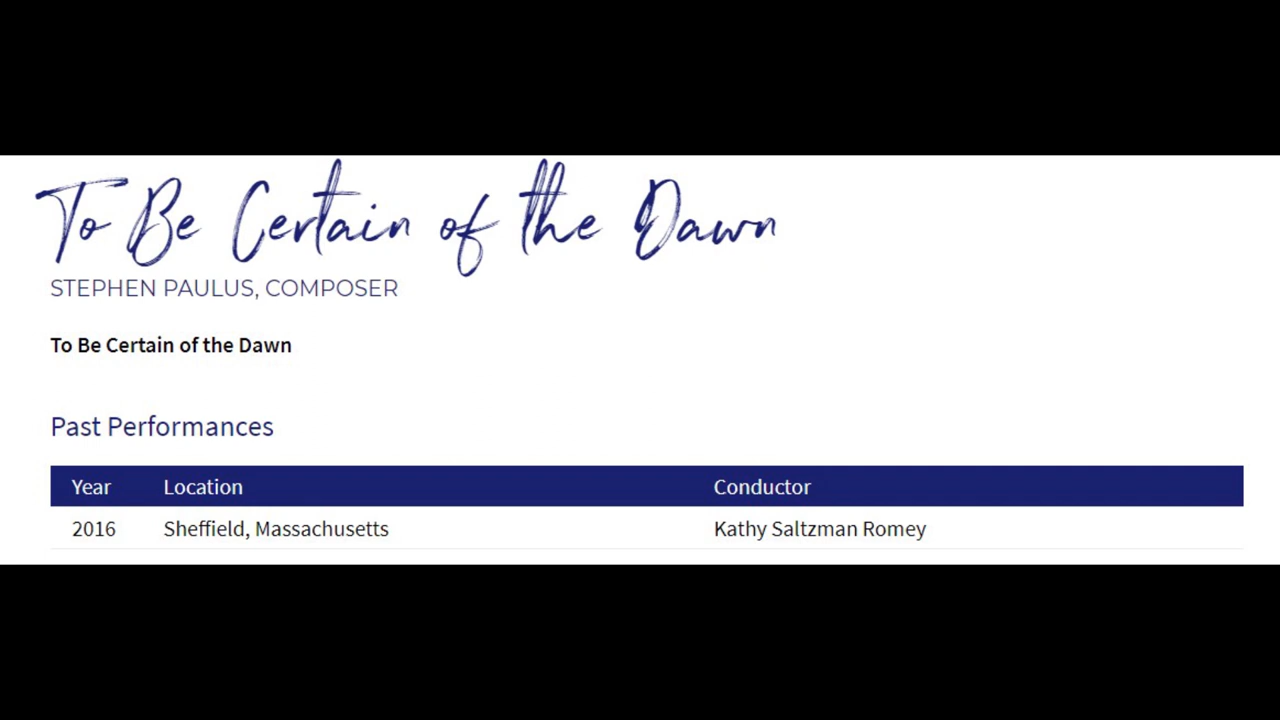 To Be Certain of the Dawn
STEPHEN PAULUS, COMPOSER
To Be Certain of the Dawn
Past Performances
Year Location Conductor
2016 Sheffield, Massachusetts Kathy Saltzman Romey